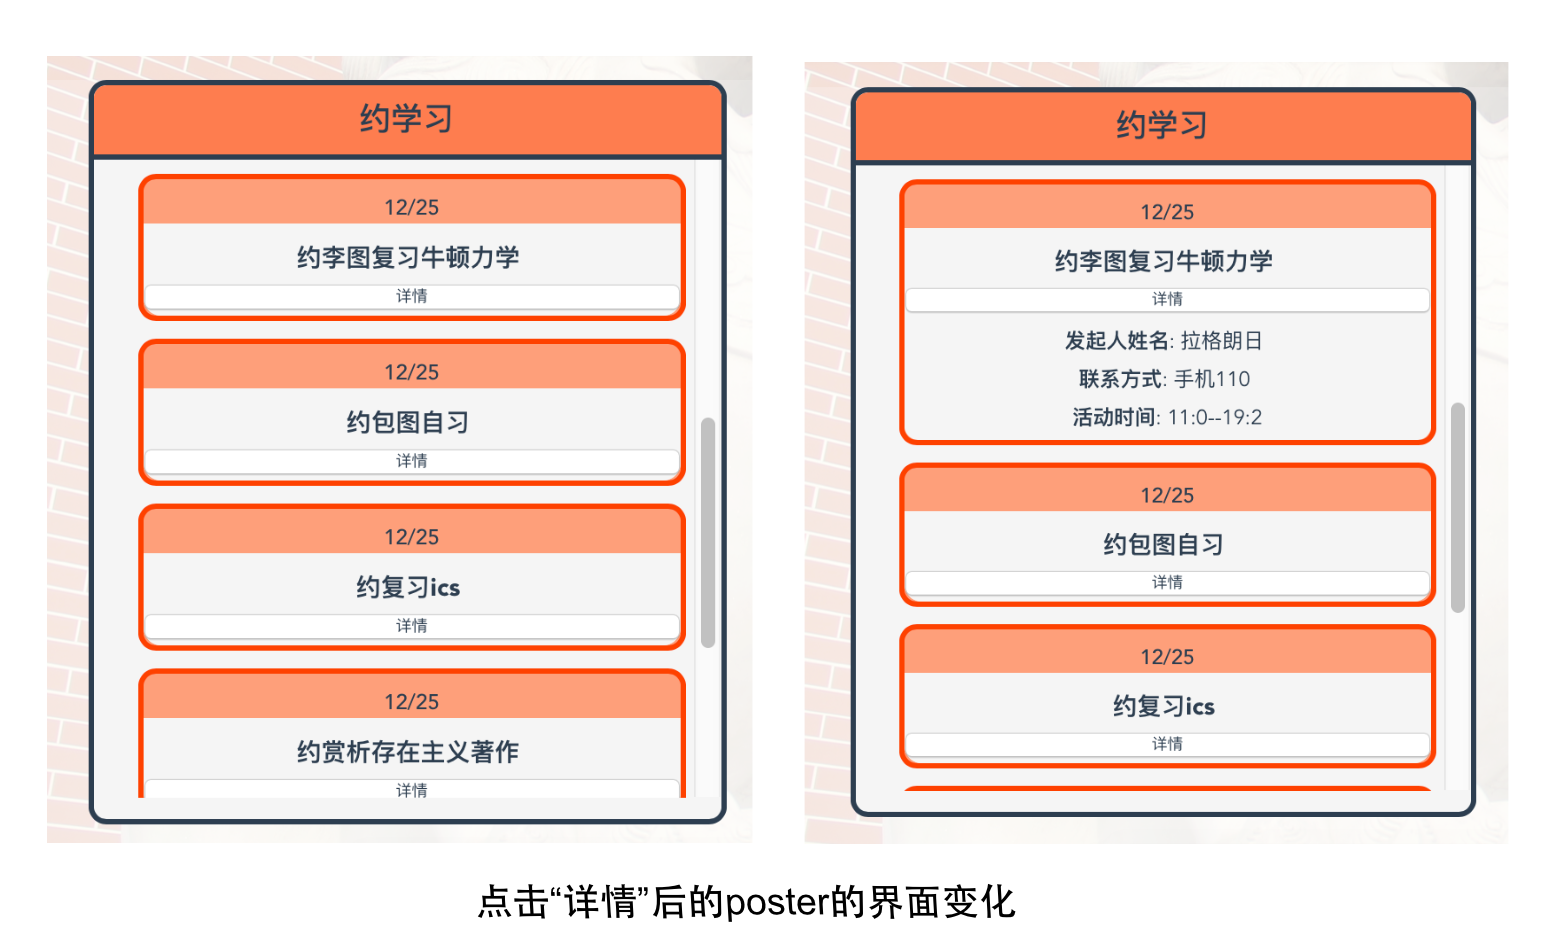 约学习
12/25
约李图复习牛顿力学
详情
12/25
约包图自习
详情
12/25
约复习ics
详情
12/25
约赏析存在主义著作
详情
约学习
12/25
约李图复习牛顿力学
详情
发起人姓名: 拉格朗日
联系方式: 手机110
活动时间: 11:0--19:2
12/25
约包图自习
详情
12/25
约复习ics
详情
点击“详情”后的poster的界面变化